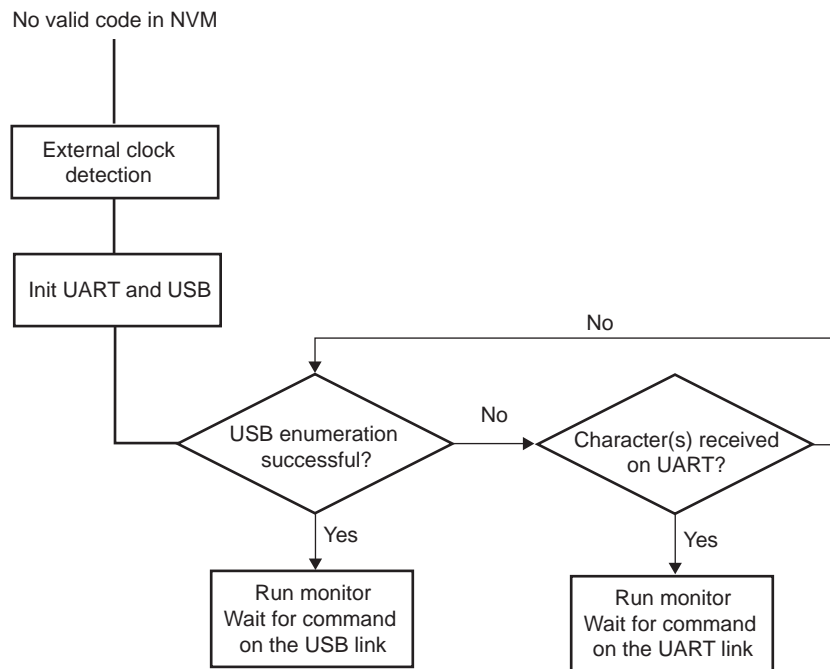 No valid code in NVM
External clock
detection
Init UART and USB
No
USB enumeration
successful?
No
Character(s) received
on UART?
Yes
Yes
Run monitor
Wait for command
on the USB link
Run monitor
Wait for command
on the UART link